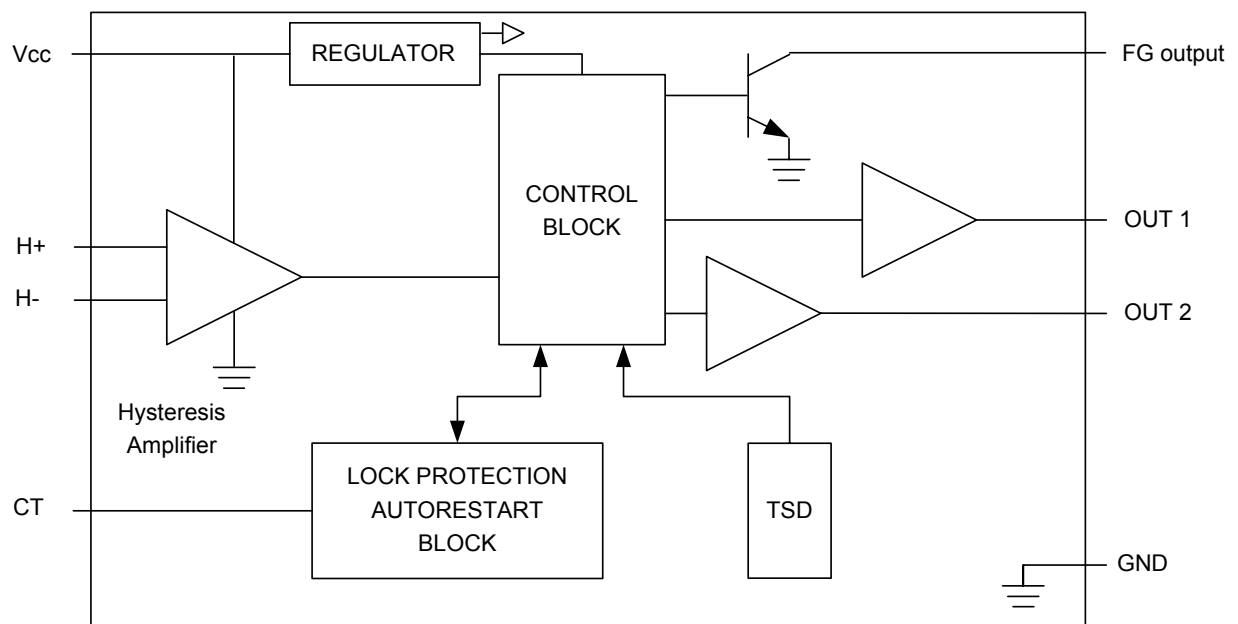 Vcc
REGULATOR
FG output
CONTROL
BLOCK
H+
H-
OUT 1
OUT 2
Hysteresis
Amplifier
CT
LOCK PROTECTION
AUTORESTART
BLOCK
TSD
GND